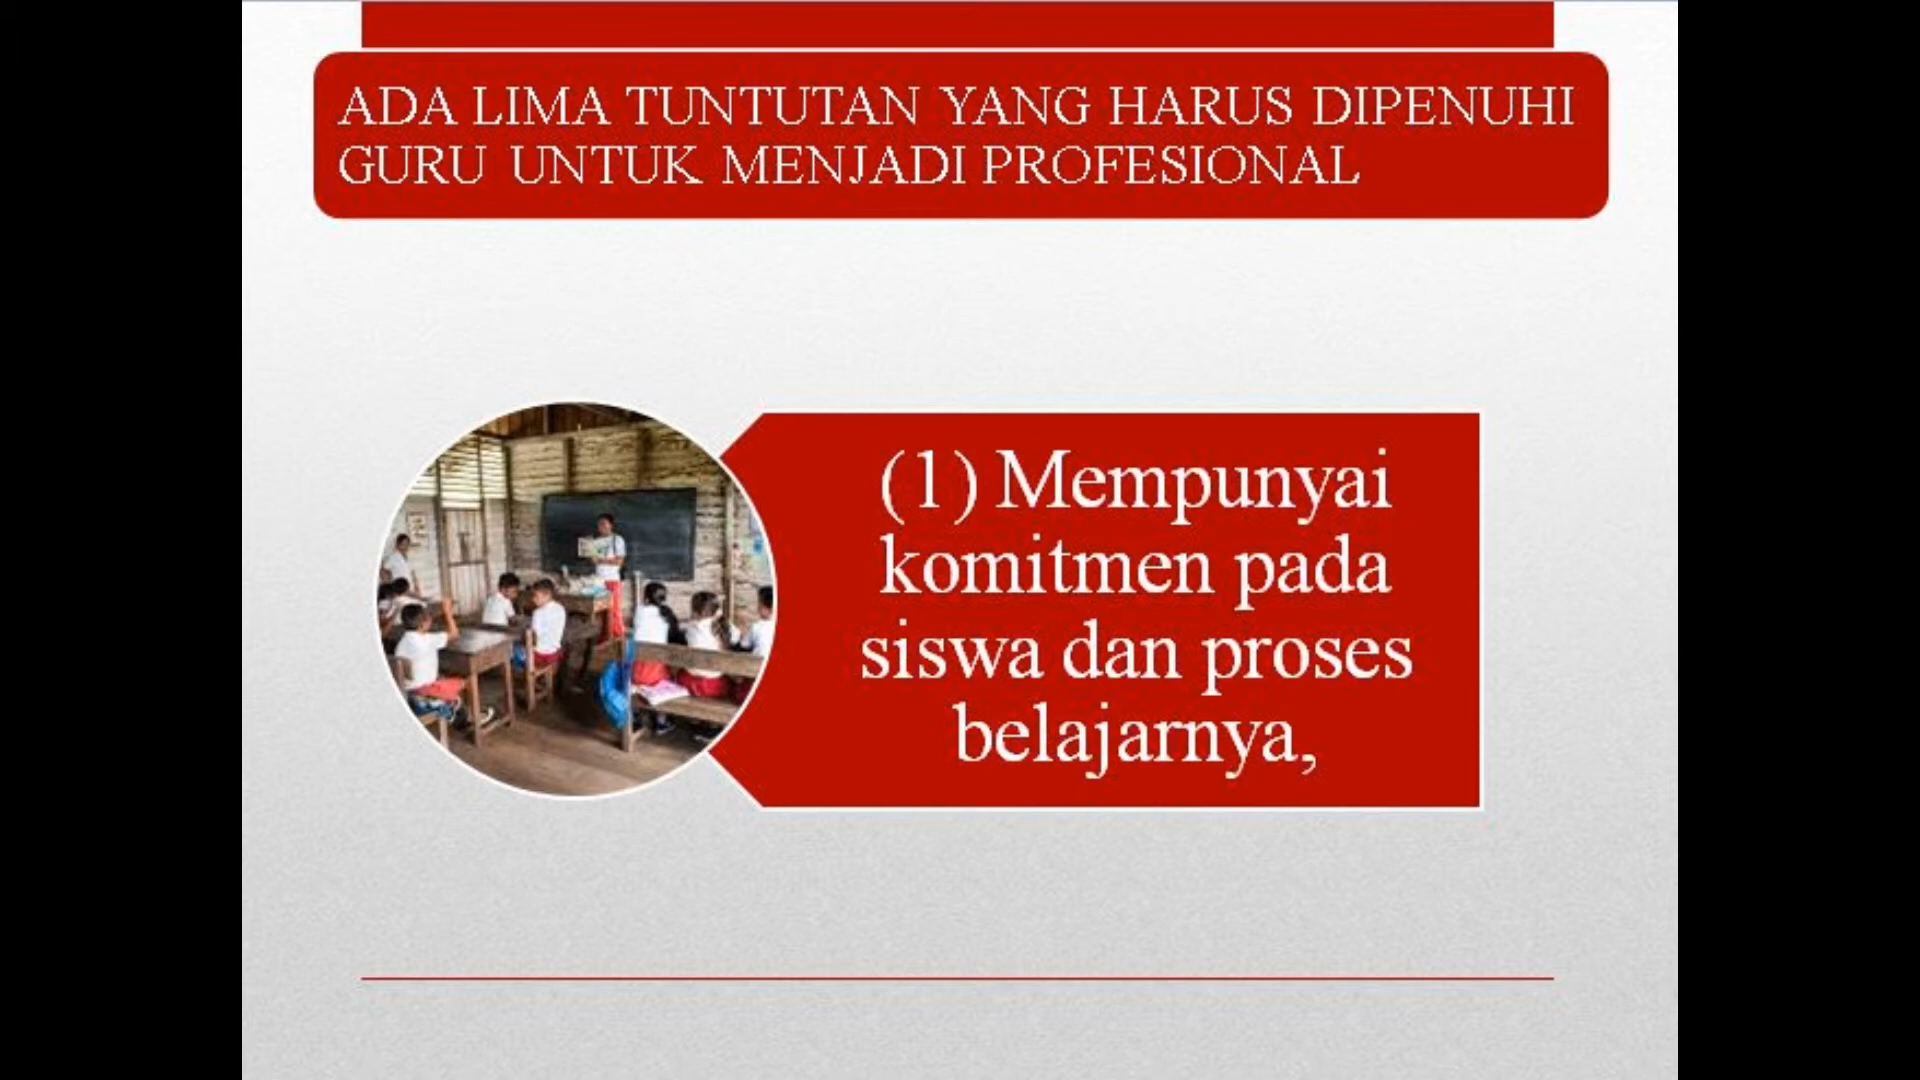 ADA LIMA TUNTUTAN YANG HARUS DIPENUHI
GURU UNTUK MENJADI PROFESIONAL
(1) Mempunyai
komitmen pada
siswa dan proses
belajarnya,